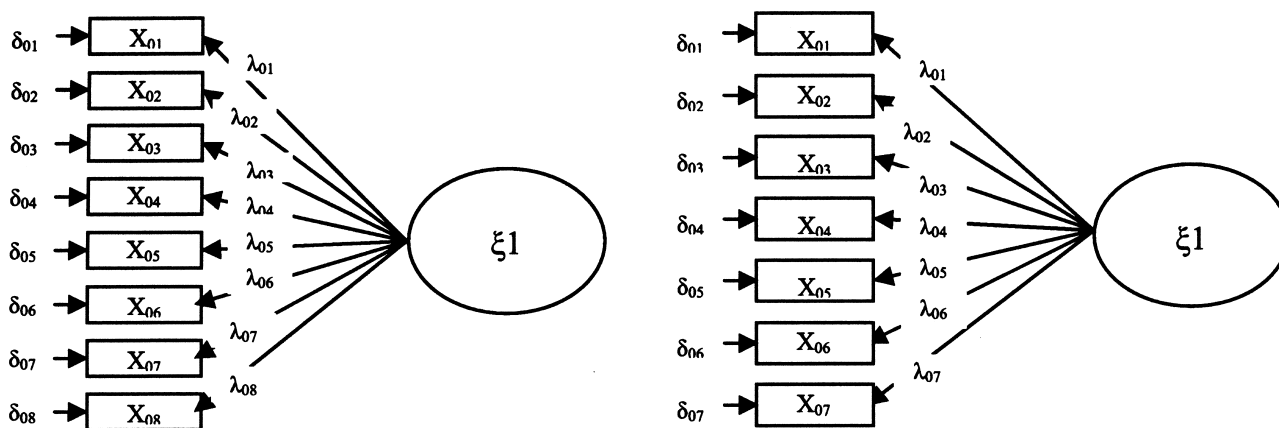 δ01 X01 λ01
δ02 X02 λ02
δ03 X03 λ03
δ04 X04 λ04
δ05 X05 λ05
δ06 X06 λ06
δ07 X07 λ07
δ08 X08 λ08
ξ1
δ01 X01 λ01
δ02 X02 λ02
δ03 X03 λ03
δ04 X04 λ04
δ05 X05 λ05
δ06 X06 λ06
δ07 X07 λ07
ξ1